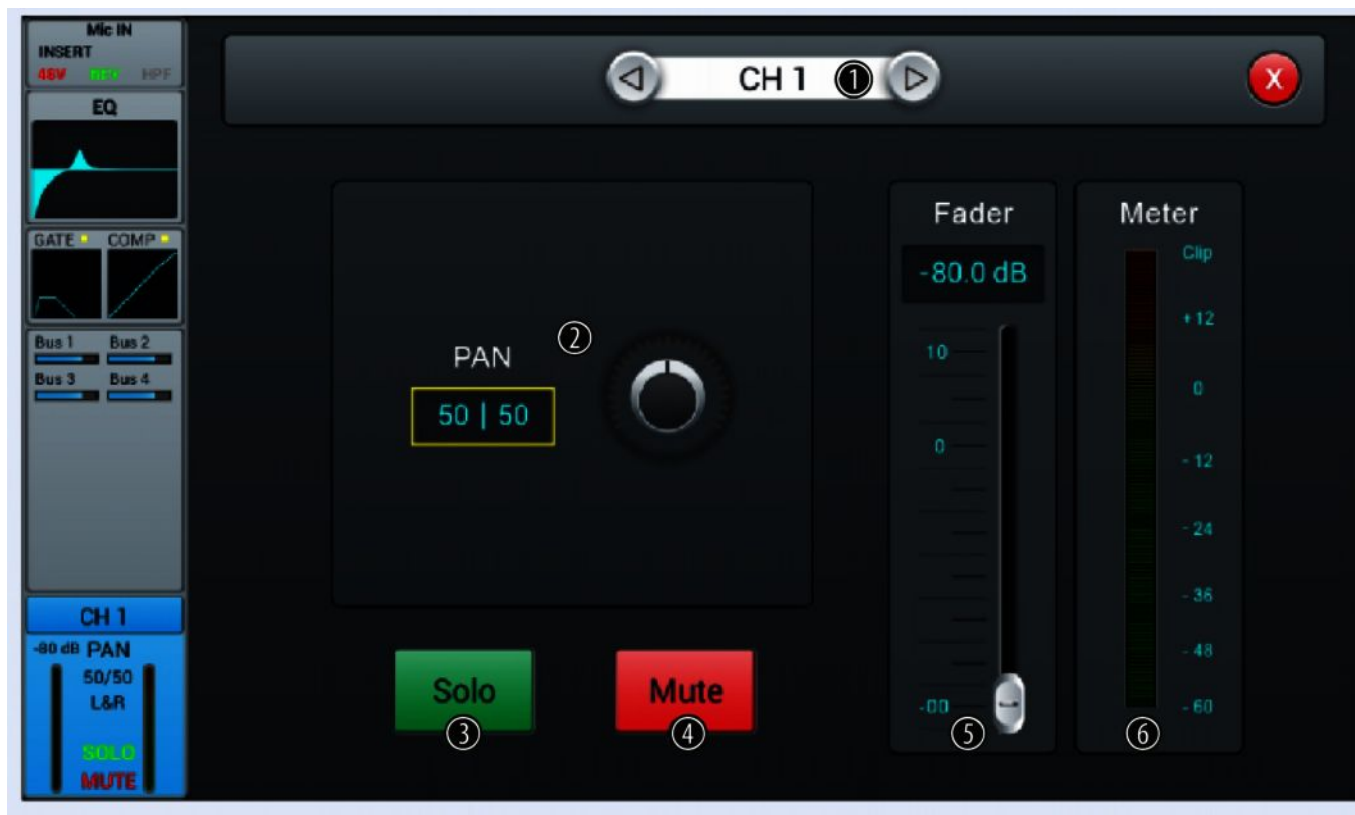 Mic IN
INSERT
48V REV HPF
EQ
GATE COMP
Bus 1 Bus 2
Bus 3 Bus 4
CH 1
-80 dB PAN
50/50
L&R
SOLO
MUTE
CH 1 ①
X
PAN ②
50 | 50
Solo
③
Mute
④
Fader
-80.0 dB
10
0
-00
⑤
Meter
Clip
+12
0
-12
-24
-36
-48
-60
⑥